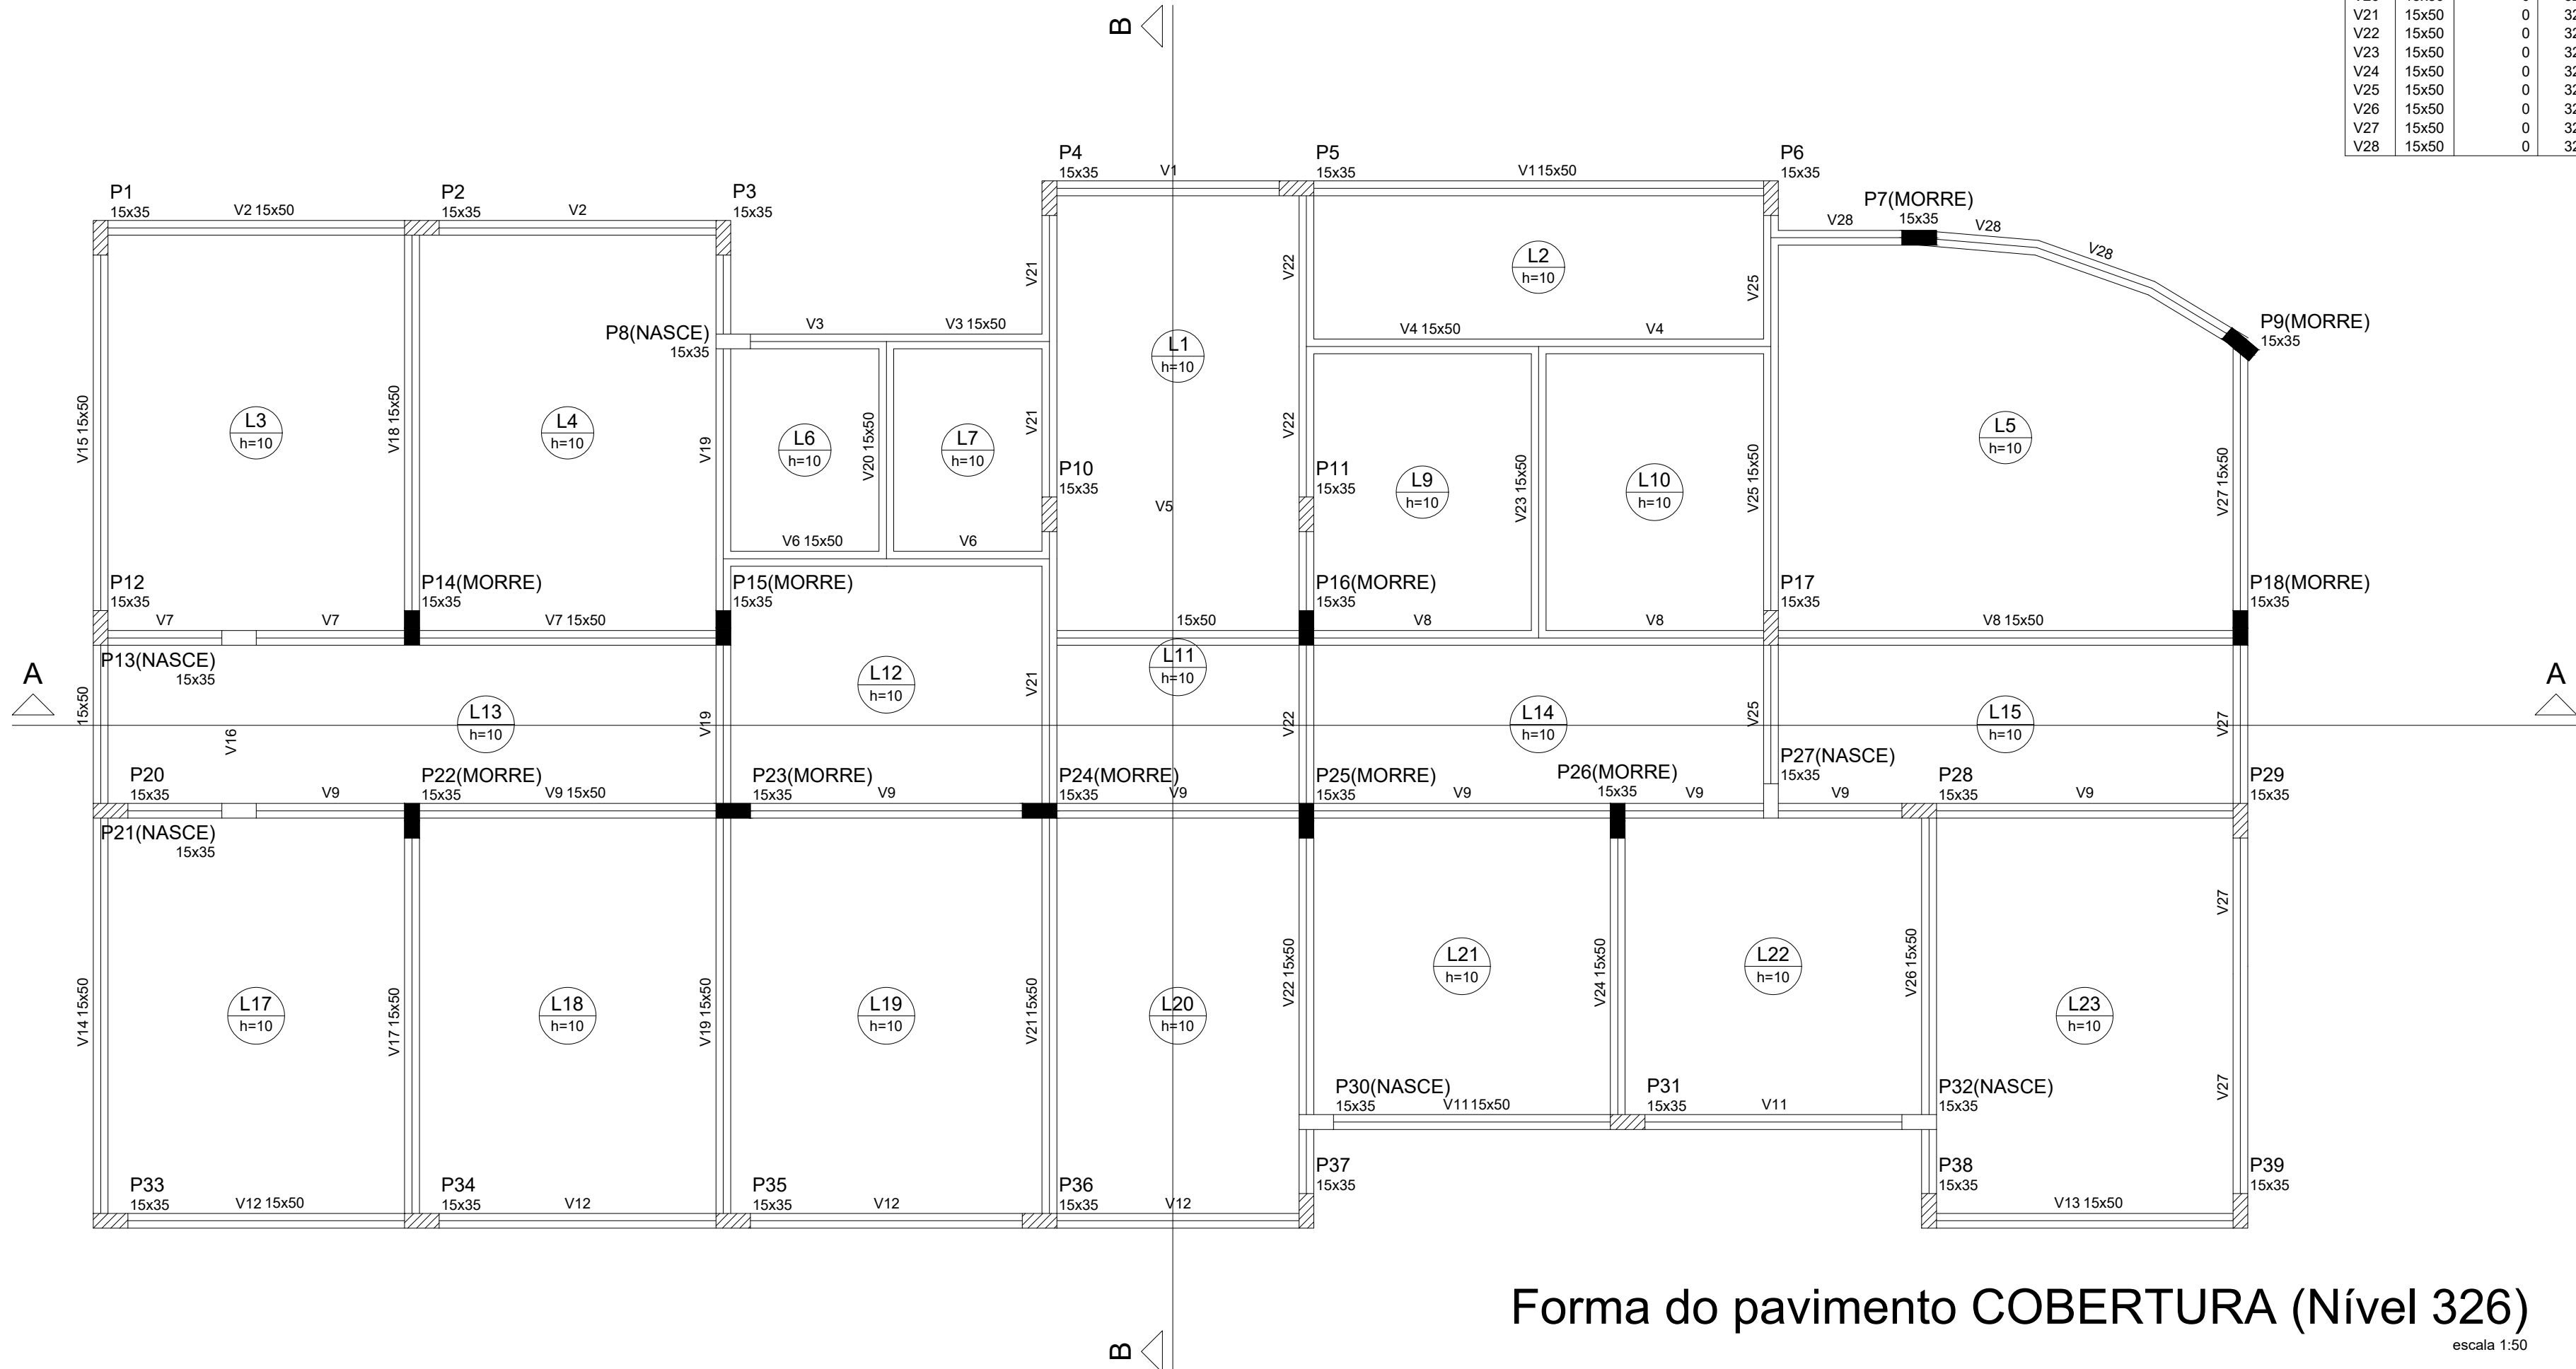 B
V21 15x50 0 32
V22 15x50 0 32
V23 15x50 0 32
V24 15x50 0 32
V25 15x50 0 32
V26 15x50 0 32
V27 15x50 0 32
V28 15x50 0 32
P4
15x35
V1
P5
15x35
V1 15x50
P6
15x35
P1
15x35
V2 15x50
P2
15x35
V2
P3
15x35
P7(MORRE)
15x35
V28
V28
V28
V21
V22
L2
h=10
V25
P8(NASCE)
15x35
V3
V3 15x50
L1
h=10
V4 15x50
V4
P9(MORRE)
15x35
V15 15x50
L3
h=10
V18 15x50
L4
h=10
V19
L6
h=10
V20 15x50
L7
h=10
V21
V22
L5
h=10
P10
15x35
V5
P11
15x35
L9
h=10
V23 15x50
L10
h=10
V25 15x50
V27 15x50
V6 15x50
V6
P12
15x35
V7
V7
P14(MORRE)
15x35
V7 15x50
P15(MORRE)
15x35
15x50
P16(MORRE)
15x35
V8
V8
P17
15x35
V8 15x50
P18(MORRE)
15x35
P13(NASCE)
15x35
A
15x50
V16
L13
h=10
V19
L12
h=10
V21
L11
h=10
V22
L14
h=10
V25
L15
h=10
V27
A
P20
15x35
V9
P22(MORRE)
15x35
V9 15x50
P23(MORRE)
15x35
V9
P24(MORRE)
15x35
V9
P25(MORRE)
15x35
V9
P26(MORRE)
15x35
V9
P27(NASCE)
15x35
V9
P28
15x35
V9
P29
15x35
P21(NASCE)
15x35
V14 15x50
L17
h=10
V17 15x50
L18
h=10
V19 15x50
L19
h=10
V21 15x50
L20
h=10
V22 15x50
L21
h=10
V24 15x50
L22
h=10
V26 15x50
L23
h=10
V27
V27
P30(NASCE)
15x35
V11 15x50
P31
15x35
V11
P32(NASCE)
15x35
P33
15x35
V12 15x50
P34
15x35
V12
P35
15x35
V12
P36
15x35
V12
P37
15x35
P38
15x35
V13 15x50
P39
15x35
Forma do pavimento COBERTURA (Nível 326)
escala 1:50
B